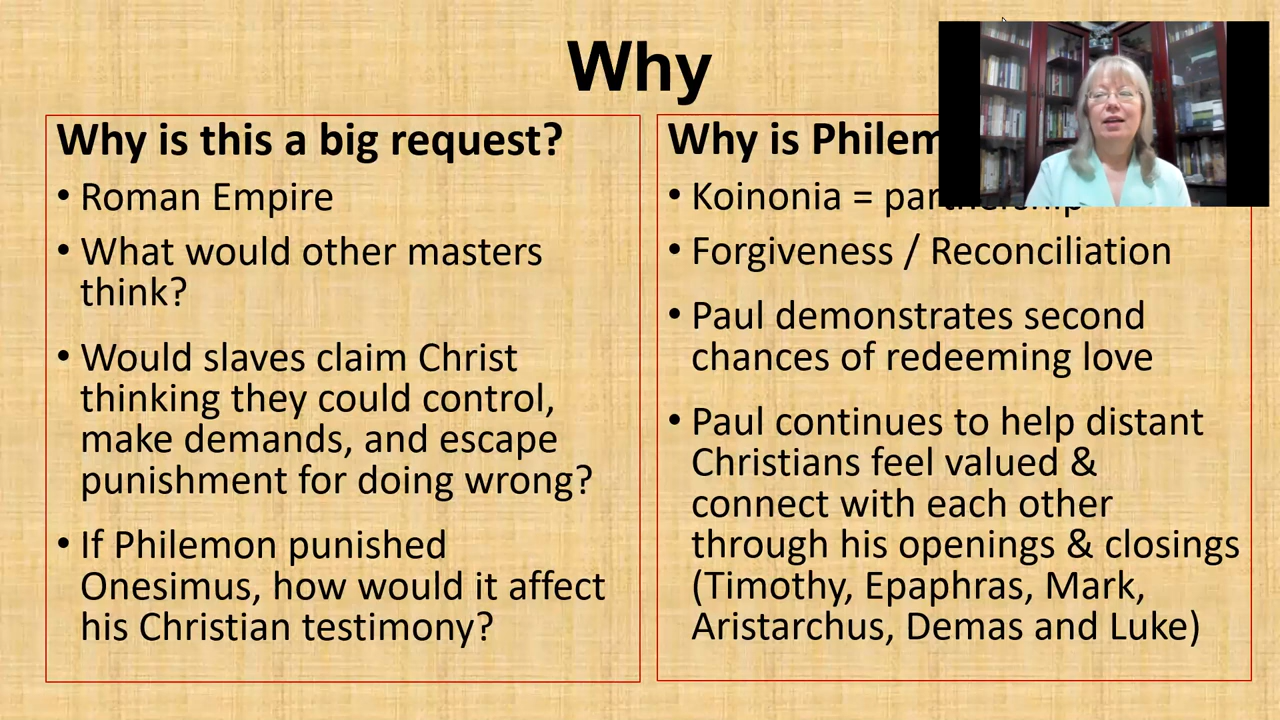 Why
Why is this a big request?
• Roman Empire
• What would other masters
think?
• Would slaves claim Christ
thinking they could control,
make demands, and escape
punishment for doing wrong?
• If Philemon punished
Onesimus, how would it affect
his Christian testimony?
Why is Philem
• Koinonia = partnership
• Forgiveness / Reconciliation
• Paul demonstrates second
chances of redeeming love
• Paul continues to help distant
Christians feel valued &
connect with each other
through his openings & closings
(Timothy, Epaphras, Mark,
Aristarchus, Demas and Luke)